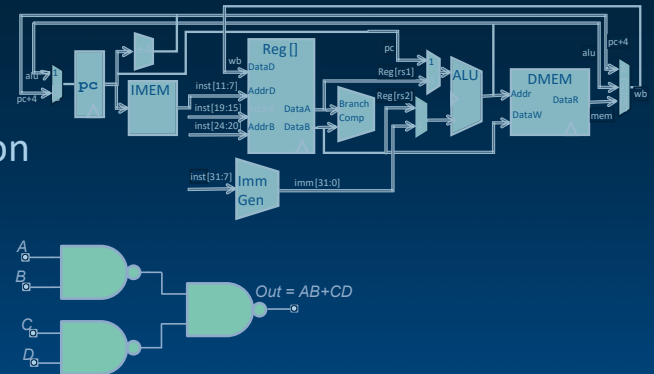 pc+4
alu
wb
alu
1
pc+4
pc
IMEM
Reg []
wb
DataD
inst[11:7]
AddrD
inst[19:15]
inst[24:20]
AddrB
DataA
DataB
Branch
Comp
pc
1
Reg[rs1]
Reg[rs2]
ALU
DMEM
Addr
DataR
DataW
mem
inst[31:7]
Imm
Gen
imm[31:0]
on
A
B
C
D
Out = AB+CD